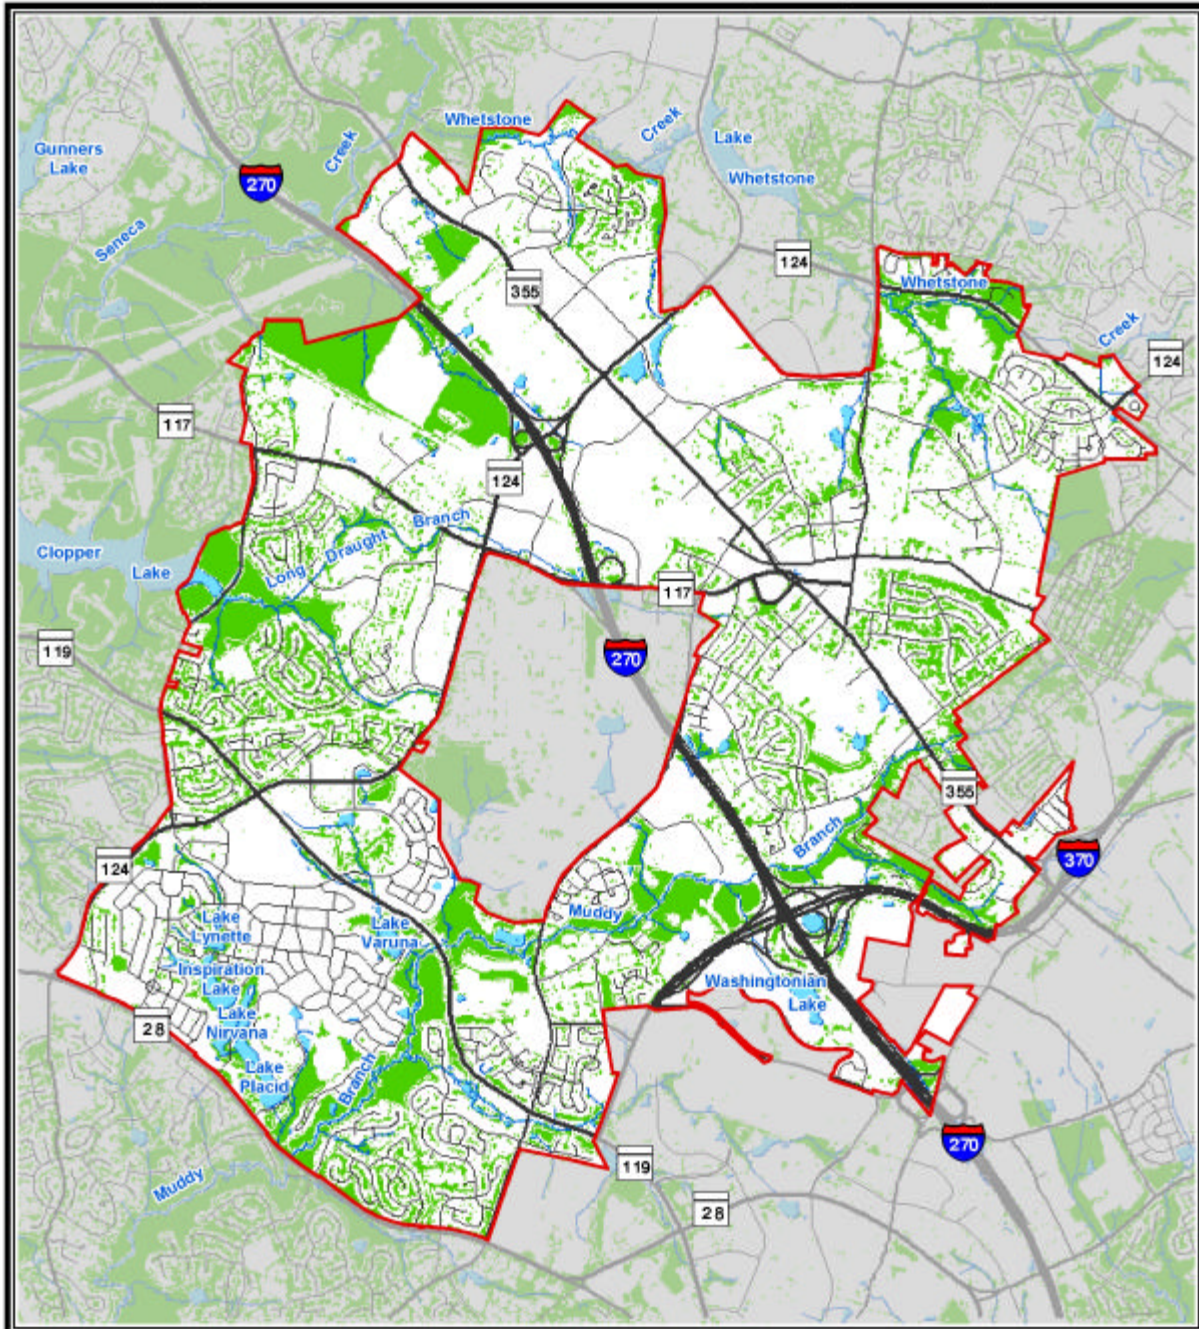 Whetstone
Creek
Creek
Lake
Whetstone
Gunners
Lake
270
Seneca
124
355
Whetstone
Creek
124
117
124
Long
Draught
Branch
Clopper
Lake
117
119
270
355
Branch
370
124
Muddy
Lake
Lynette
Lake
Varuna
Inspiration
Lake
Washingtonian
Lake
Lake
Nirvana
28
Lake
Placid
Branch
270
119
Muddy
28